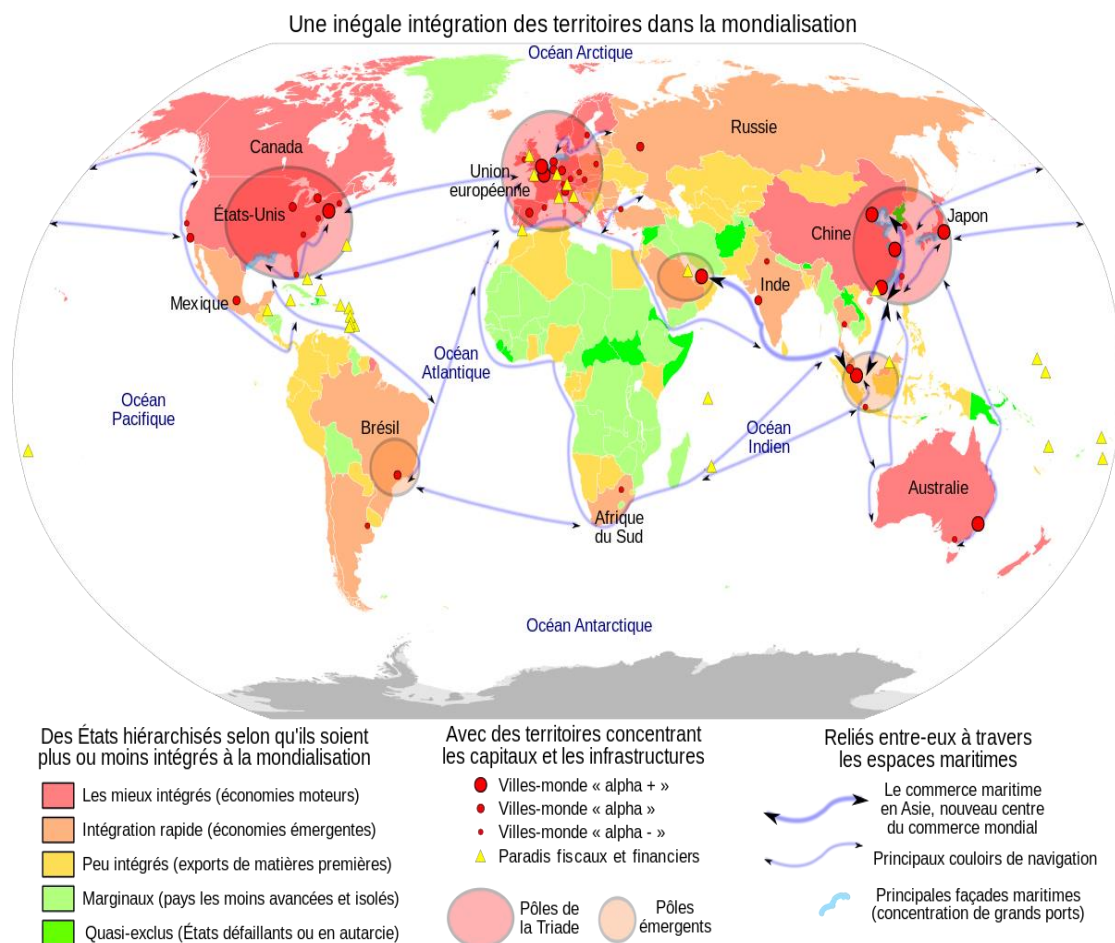 Une inégale intégration des territoires dans la mondialisation
Océan Arctique
Russie
Canada
Union
européenne
États-Unis
Chine
Japon
Inde
Mexique
Océan
Atlantique
Océan
Pacifique
Brésil
Océan
Indien
Australie
Afrique
du Sud
Océan Antarctique
Des États hiérarchisés selon qu'ils soient
plus ou moins intégrés à la mondialisation
Les mieux intégrés (économies moteurs)
Intégration rapide (économies émergentes)
Peu intégrés (exports de matières premières)
Marginaux (pays les moins avancées et isolés)
Quasi-exclus (États défaillants ou en autarcie)
Avec des territoires concentrant
les capitaux et les infrastructures
Villes-monde « alpha + »
Villes-monde « alpha »
Villes-monde « alpha - »
Paradis fiscaux et financiers
Pôles de
la Triade
Pôles
émergents
Reliés entre-eux à travers
les espaces maritimes
Le commerce maritime
en Asie, nouveau centre
du commerce mondial
Principaux couloirs de navigation
Principales façades maritimes
(concentration de grands ports)